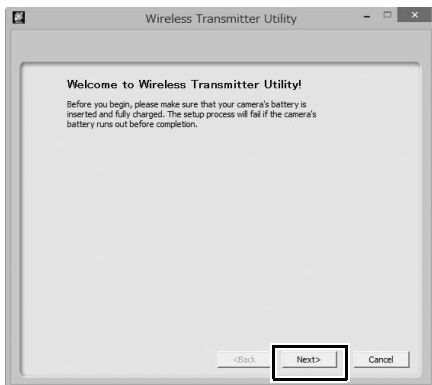 Wireless Transmitter Utility
Welcome to Wireless Transmitter Utility!
Before you begin, please make sure that your camera's battery is
inserted and fully charged. The setup process will fail if the camera's
battery runs out before completion.
<Back Next> Cancel